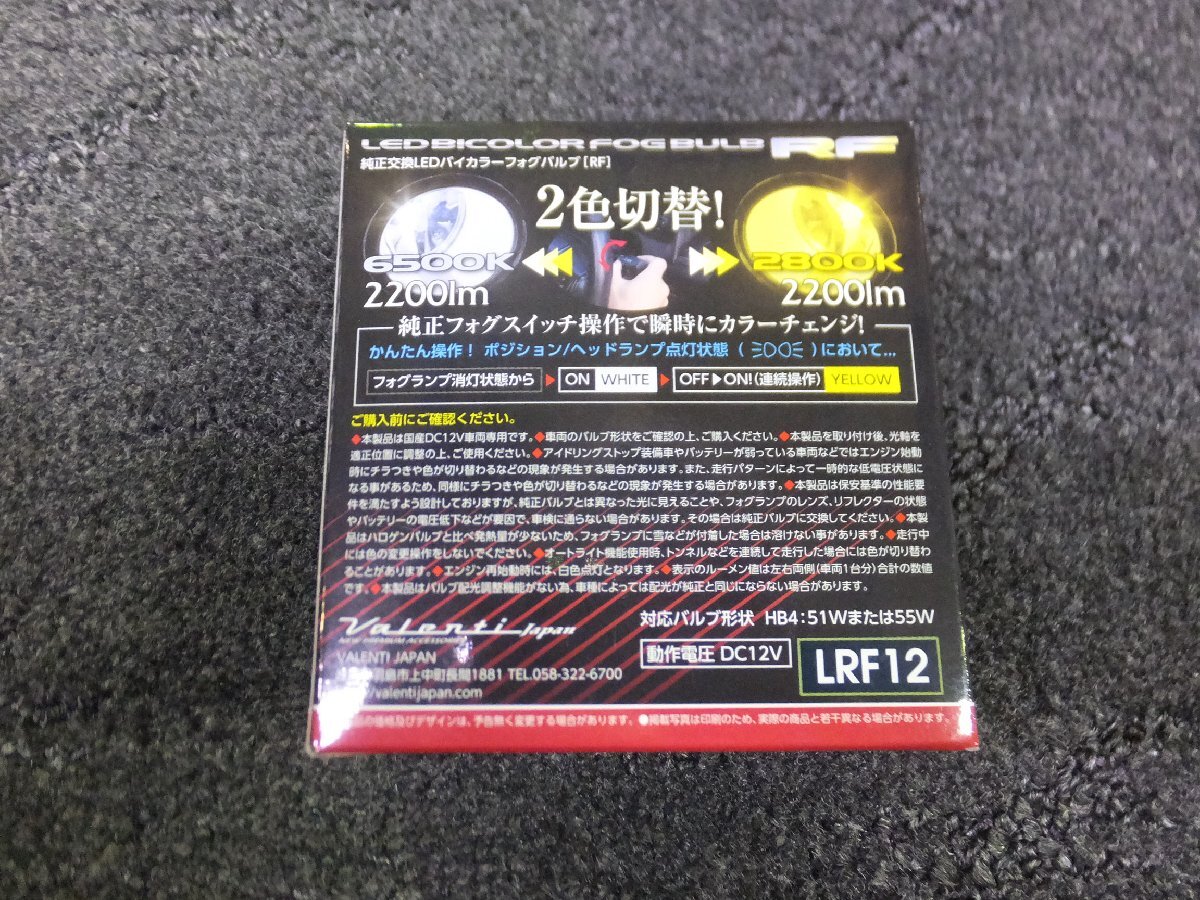 LED BICOLOR FOG BULB RF
純正交換LEDバイカラーフォグバルブ[RF]
2色切替!
6500K
2800K
2200lm
2200lm
純正フォグスイッチ操作で瞬時にカラーチェンジ!
かんたん操作! ポジション/ヘッドランプ点灯状態( )において...
フォグランプ消灯状態から ▶ ON WHITE ▶ OFF▶ON!(連続操作) YELLOW
ご購入前にご確認ください。
◆本製品は国産DC12V車両専用です。◆車両のバルブ形状をご確認の上、ご購入ください。◆本製品を取り付け後、光軸を
適正位置に調整の上、ご使用ください。◆アイドリングストップ装備車やバッテリーが弱っている車両などではエンジン始動
時にチラつきや色が切り替わるなどの現象が発生する場合があります。また、走行パターンによって一時的な低電圧状態に
なる事があるため、同様にチラつきや色が切り替わるなどの現象が発生する場合があります。◆本製品は保安基準の性能要
件を満たすよう設計しておりますが、純正バルブとは異なった光に見えることや、フォグランプのレンズ、リフレクターの状態
やバッテリーの電圧低下などが要因で、車検に通らない場合があります。その場合は純正バルブに交換してください。◆本製
品はハロゲンバルブと比べ発熱量が少ないため、フォグランプに雪などが付着した場合は溶けない事があります。◆走行中
には色の変更操作をしないでください。◆オートライト機能使用時、トンネルなどを連続して走行した場合には色が切り替わ
ることがあります。◆エンジン再始動時には、白色点灯となります。◆表示のルーメン値は左右両側(車両1台分)合計の数値
です。◆本製品はバルブ配光調整機能がない為、車種によっては配光が純正と同じにならない場合があります。
Valenti Japan
NEW PREMIUM ACCESSORIES
対応バルブ形状 HB4:51Wまたは55W
動作電圧 DC12V
LRF12
VALENTI JAPAN
羽島市上中町長間1881 TEL.058-322-6700
valentijapan.com
の価格及びデザインは、予告無く変更する場合があります。 ●掲載写真は印刷のため、実際の商品と若干異なる場合があります。